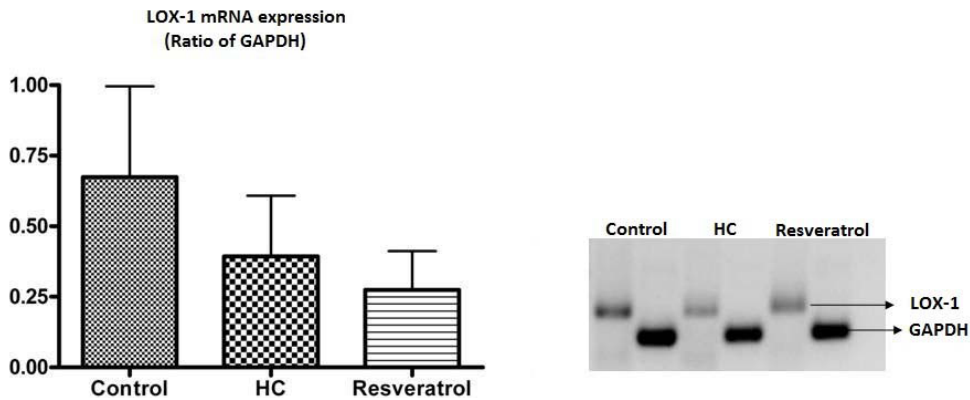 LOX-1 mRNA expression
(Ratio of GAPDH)
1.00
0.75
0.50
0.25
0.00
Control HC Resveratrol
Control HC Resveratrol
LOX-1
GAPDH